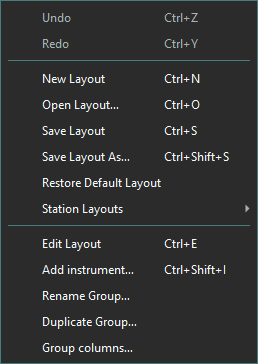 Undo Ctrl+Z
Redo Ctrl+Y
New Layout Ctrl+N
Open Layout... Ctrl+O
Save Layout Ctrl+S
Save Layout As... Ctrl+Shift+S
Restore Default Layout
Station Layouts
Edit Layout Ctrl+E
Add instrument... Ctrl+Shift+I
Rename Group...
Duplicate Group...
Group columns...